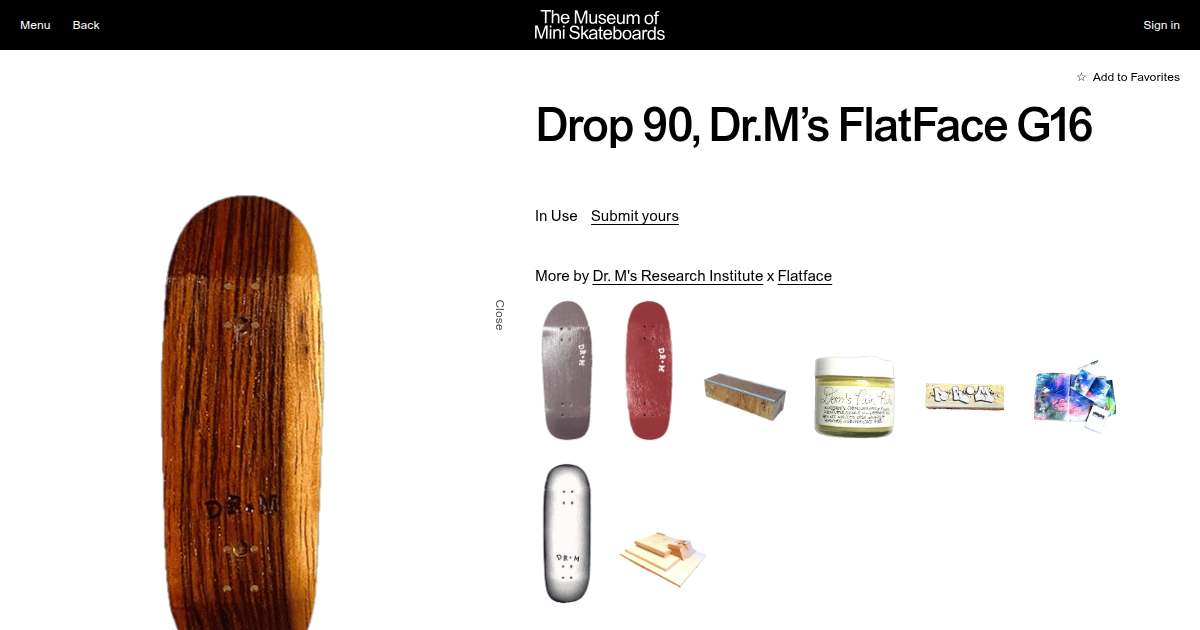 Menu
Back
The Museum of
Mini Skateboards
Sign in
☆ Add to Favorites
Drop 90, Dr.M’s FlatFace G16
In Use
Submit yours
More by Dr. M's Research Institute x Flatface
Close
DR•M
DR•M
DR•M
DR•M